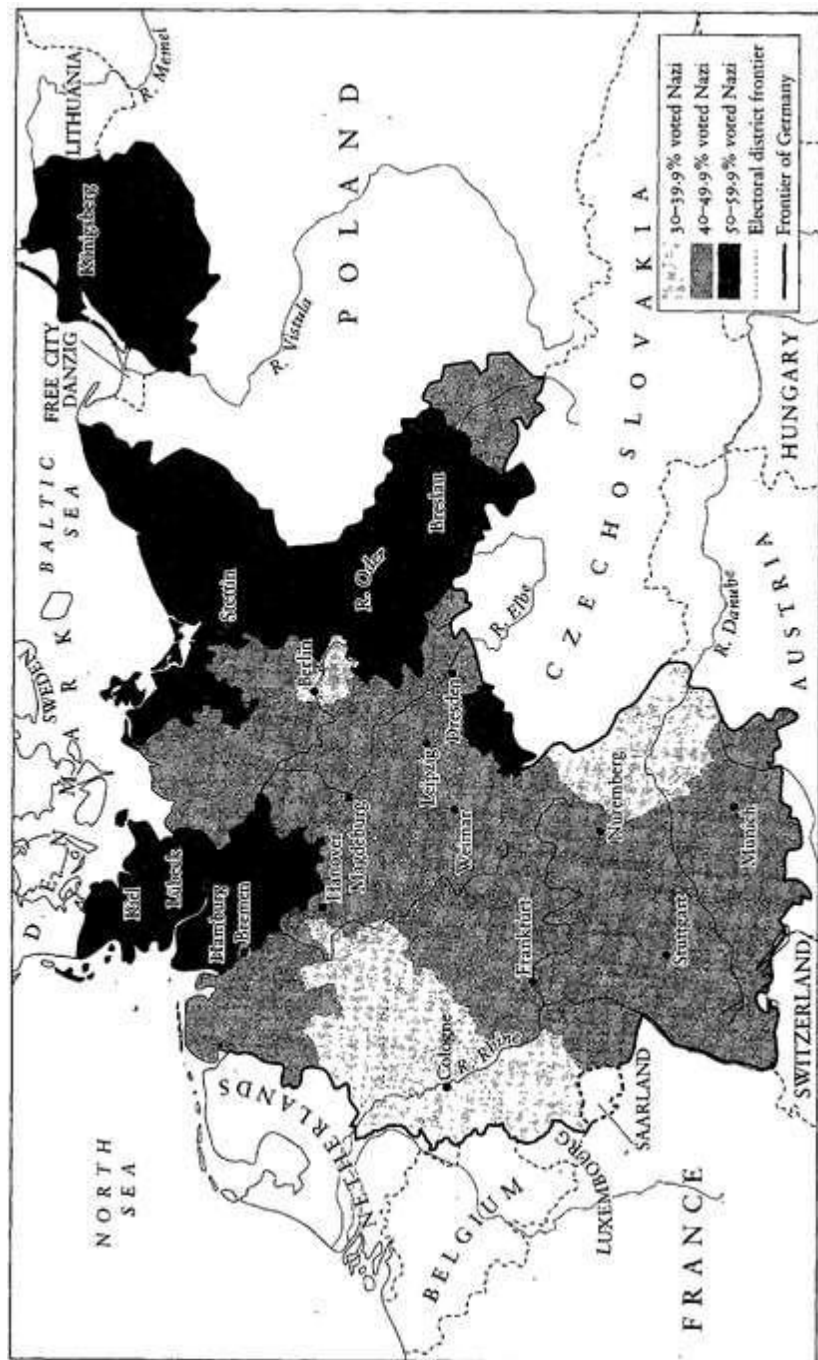 NORTH
SEA
D E N M A R K
SWEDEN
BALTIC
SEA
FREE CITY
DANZIG
LITHUANIA
R. Memel
Königsberg
Kiel
Lübeck
Hamburg
Bremen
Stettin
R. Vistula
P O L A N D
NETHERLANDS
Hanover
Magdeburg
Berlin
R. Oder
Breslau
BELGIUM
Cologne
R. Rhine
Leipzig
Weimar
Dresden
R. Elbe
LUXEMBOURG
SAARLAND
Frankfurt
Nuremberg
CZECHOSLOVAKIA
FRANCE
Stuttgart
Munich
R. Danube
SWITZERLAND
AUSTRIA
HUNGARY
30–39.9% voted Nazi
40–49.9% voted Nazi
50–59.9% voted Nazi
Electoral district frontier
Frontier of Germany